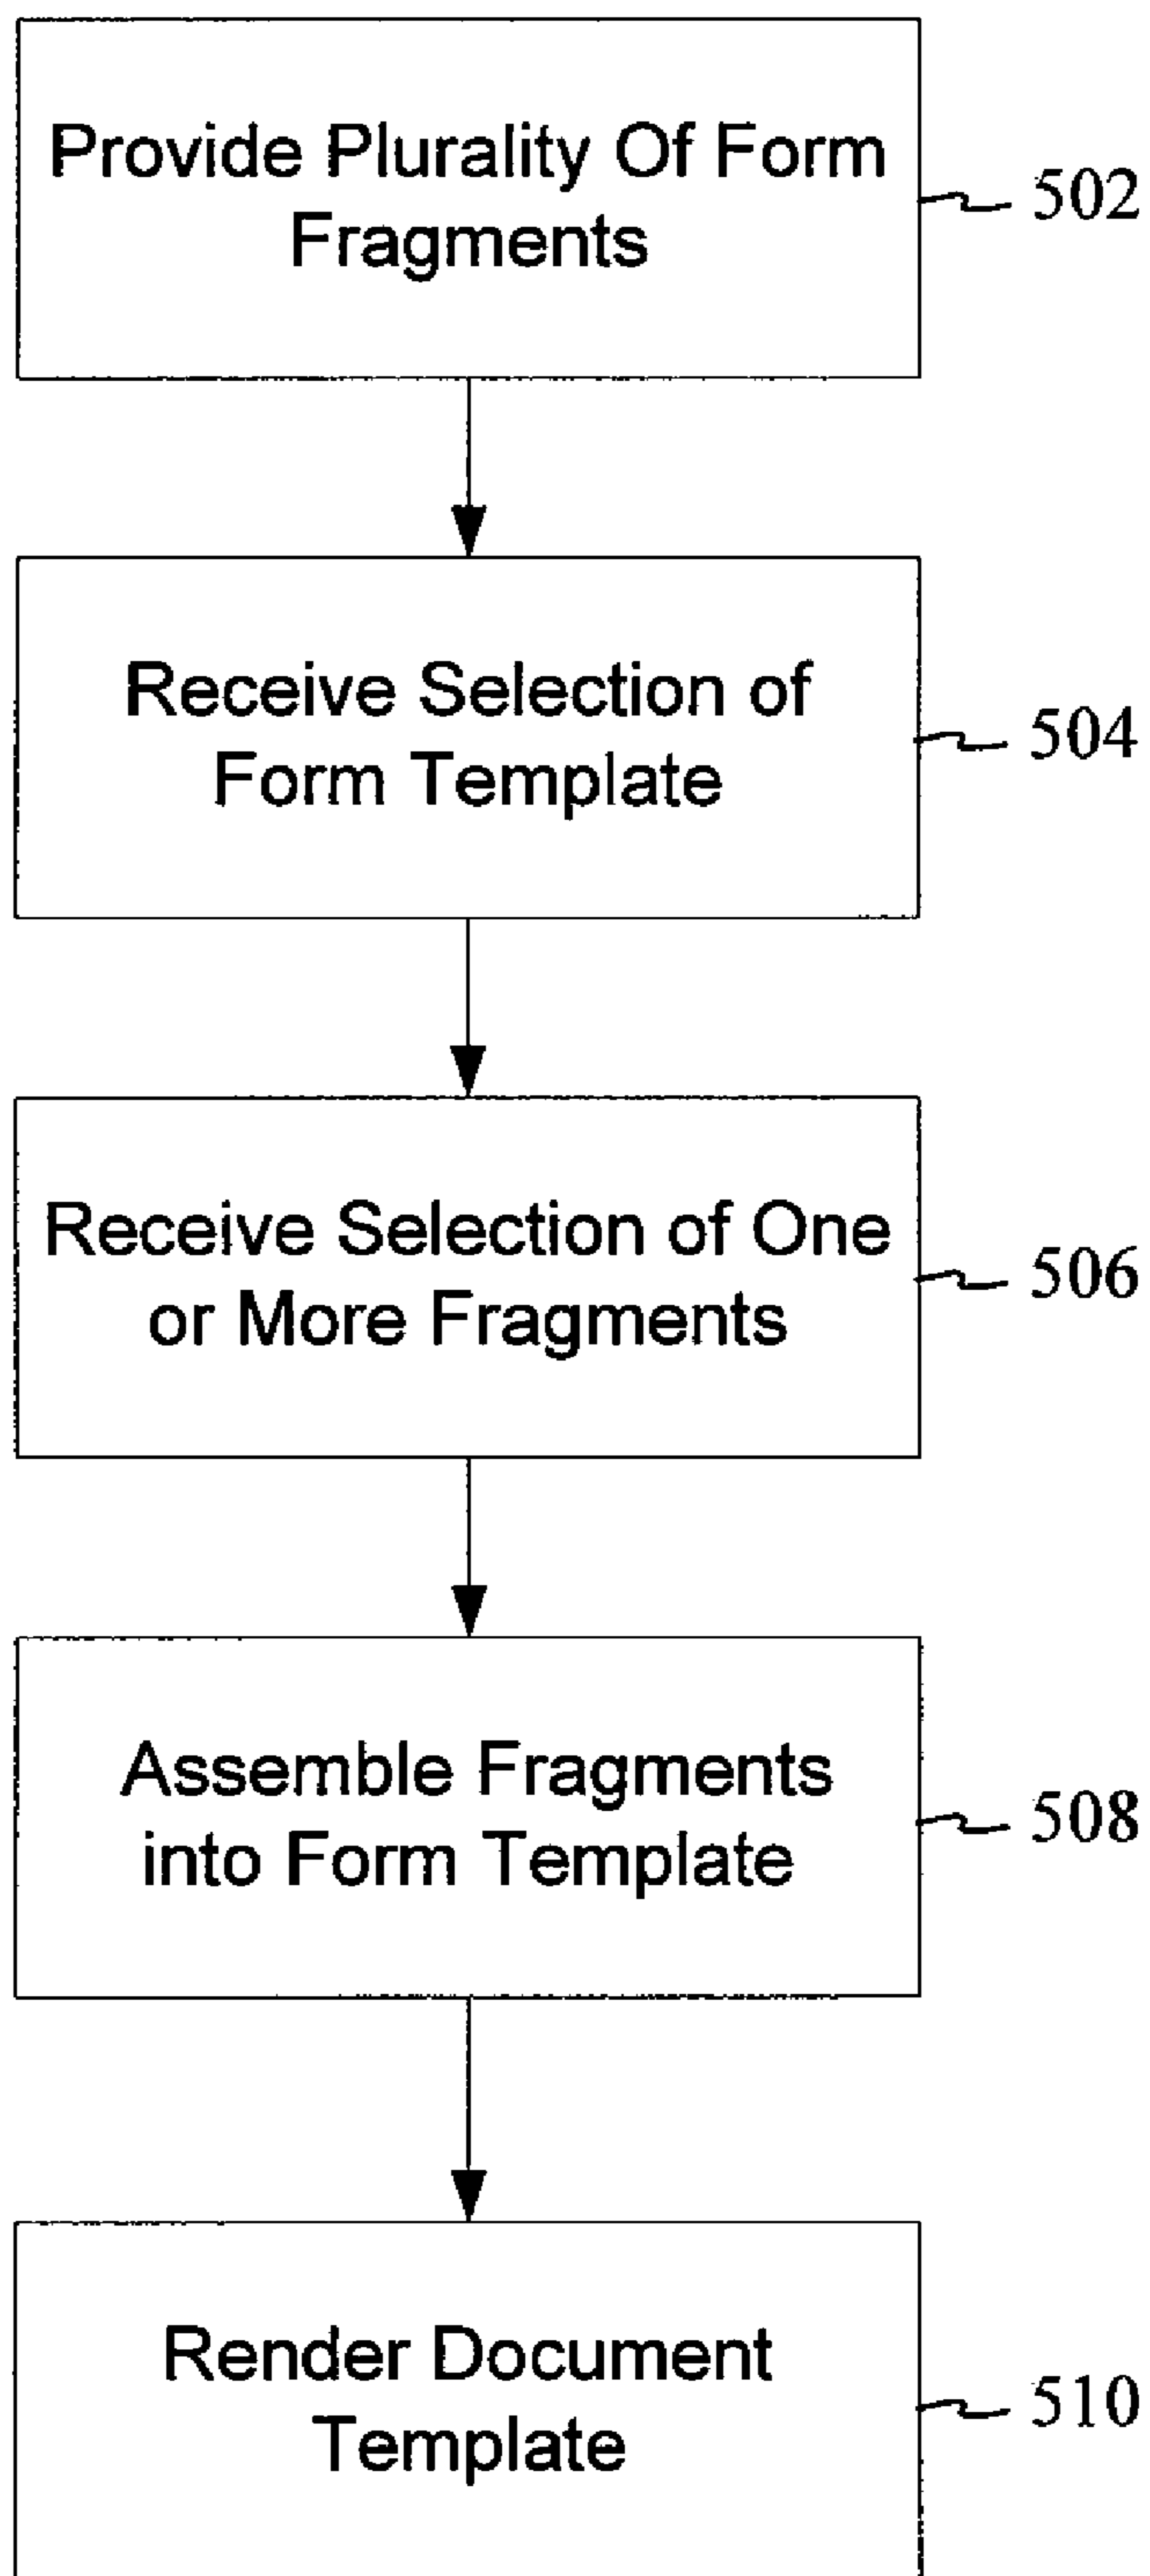 Provide Plurality Of Form
Fragments
502
Receive Selection of
Form Template
504
Receive Selection of One
or More Fragments
506
Assemble Fragments
into Form Template
508
Render Document
Template
510